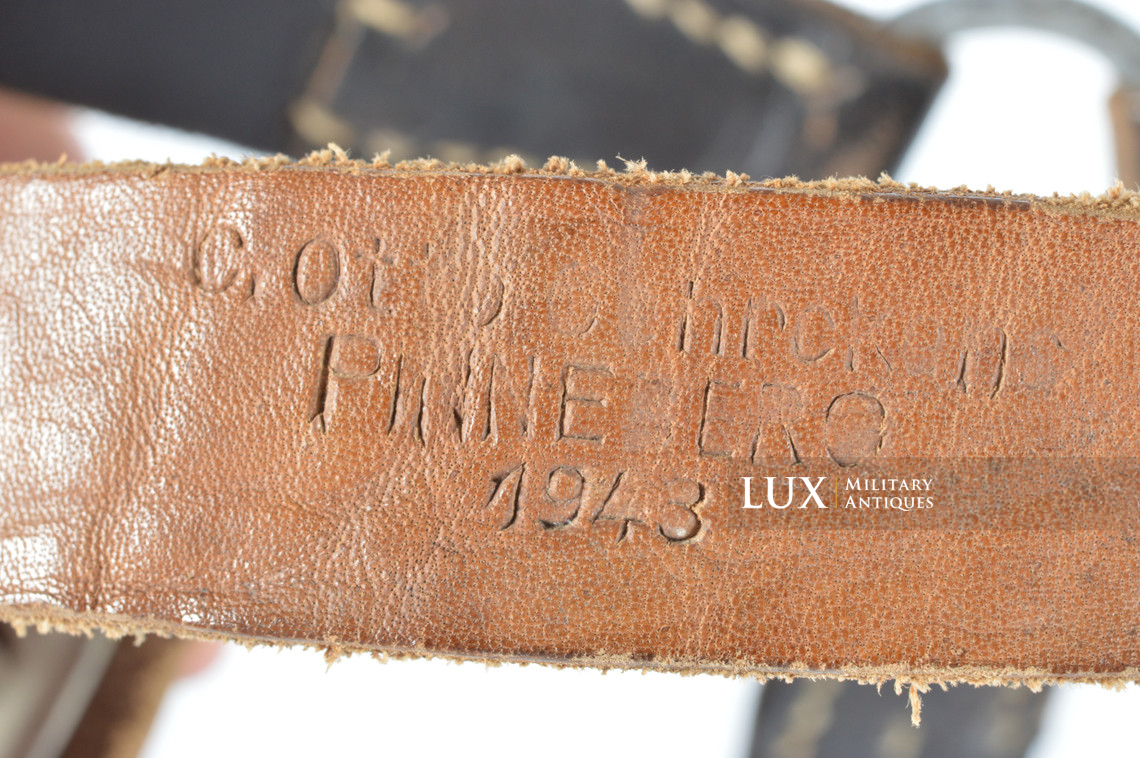 C. Otto Gehrckens
PINNEBERG
1943
LUX Military Antiques